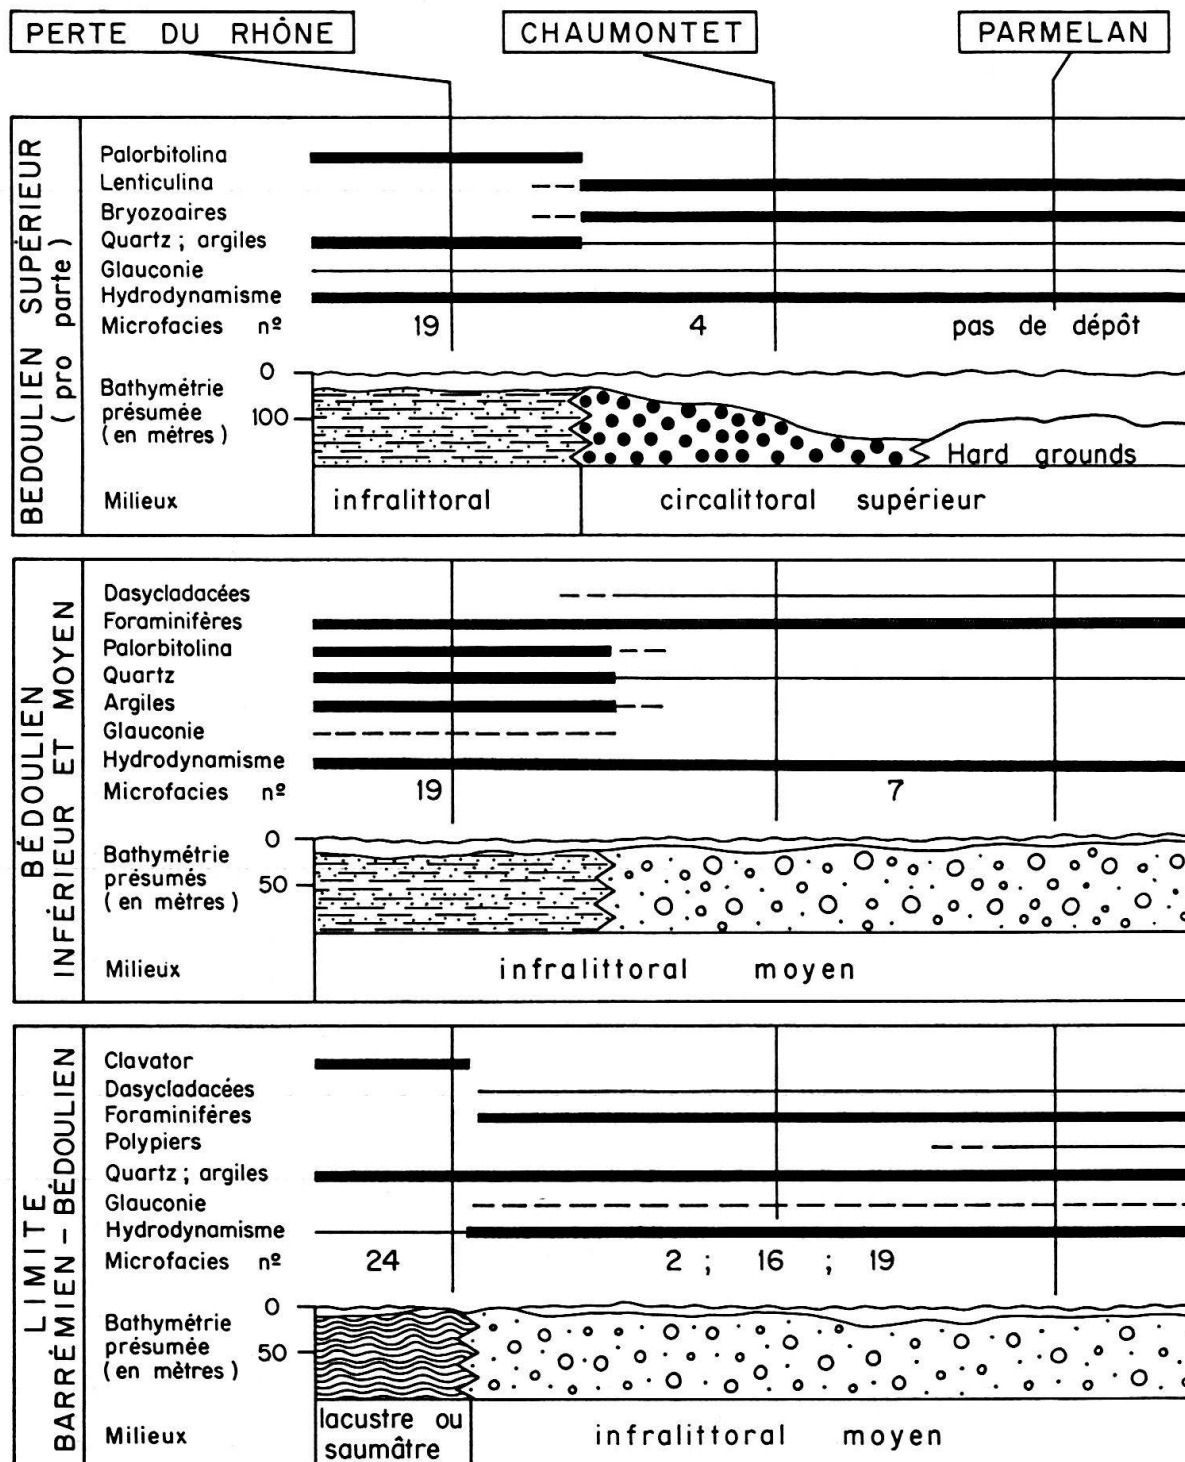 PERTE DU RHÔNE
CHAUMONTET
PARMELAN
BEDOULIEN SUPÉRIEUR
( pro parte )
Palorbitolina
Lenticulina
Bryozoaires
Quartz ; argiles
Glauconie
Hydrodynamisme
Microfacies nº 19 4 pas de dépôt
Bathymétrie
présumée
( en mètres )
0
100
Hard grounds
Milieux infralittoral circalittoral supérieur
BÉDOULIEN
INFÉRIEUR ET MOYEN
Dasycladacées
Foraminifères
Palorbitolina
Quartz
Argiles
Glauconie
Hydrodynamisme
Microfacies nº 19 7
Bathymétrie
présumés
( en mètres )
0
50
Milieux infralittoral moyen
LIMITE
BARRÉMIEN – BÉDOULIEN
Clavator
Dasycladacées
Foraminifères
Polypiers
Quartz ; argiles
Glauconie
Hydrodynamisme
Microfacies nº 24 2 ; 16 ; 19
Bathymétrie
présumée
( en mètres )
0
50
Milieux
lacustre ou
saumâtre
infralittoral moyen